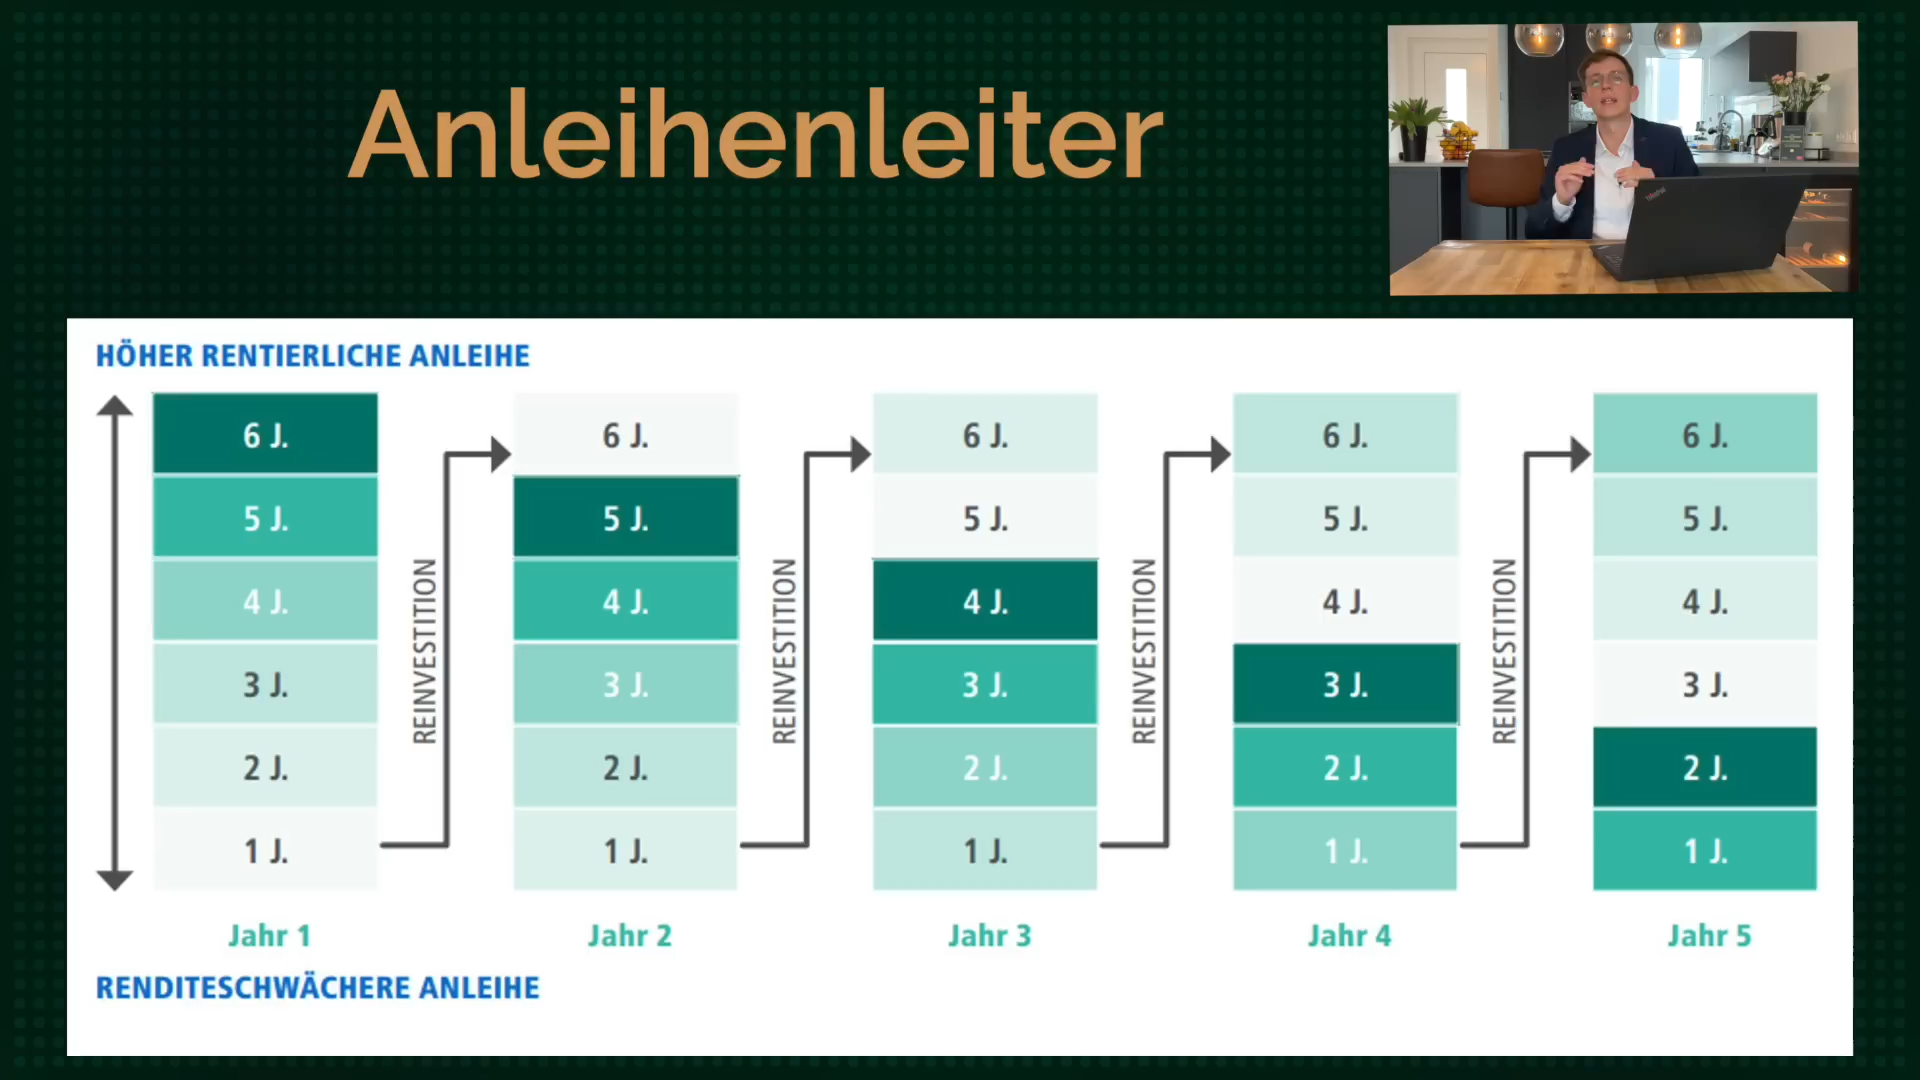 Anleihenleiter
HÖHER RENTIERLICHE ANLEIHE
6 J.
5 J.
4 J.
3 J.
2 J.
1 J.
Jahr 1
REINVESTITION
6 J.
5 J.
4 J.
3 J.
2 J.
1 J.
Jahr 2
REINVESTITION
6 J.
5 J.
4 J.
3 J.
2 J.
1 J.
Jahr 3
REINVESTITION
6 J.
5 J.
4 J.
3 J.
2 J.
1 J.
Jahr 4
REINVESTITION
6 J.
5 J.
4 J.
3 J.
2 J.
1 J.
Jahr 5
RENDITESCHWÄCHERE ANLEIHE